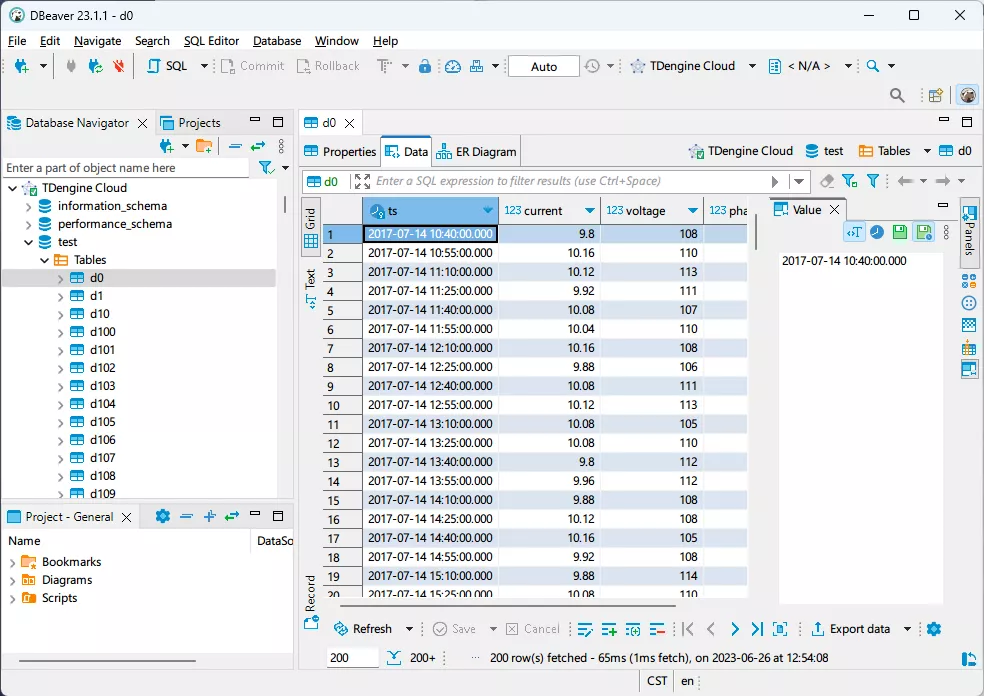 DBeaver 23.1.1 - d0
File Edit Navigate Search SQL Editor Database Window Help
SQL Commit Rollback T Auto TDengine Cloud < N/A >
Database Navigator Projects
Enter a part of object name here
TDengine Cloud
information_schema
performance_schema
test
Tables
d0
d1
d10
d100
d101
d102
d103
d104
d105
d106
d107
d108
d109
Project - General
Name DataSo
Bookmarks
Diagrams
Scripts
d0
Properties Data ER Diagram TDengine Cloud test Tables d0
d0 Enter a SQL expression to filter results (use Ctrl+Space)
Grid
Text
Record
ts 123 current 123 voltage 123 pha
1 2017-07-14 10:40:00.000 9.8 108
2 2017-07-14 10:55:00.000 10.16 110
3 2017-07-14 11:10:00.000 10.12 113
4 2017-07-14 11:25:00.000 9.92 111
5 2017-07-14 11:40:00.000 10.08 107
6 2017-07-14 11:55:00.000 10.04 110
7 2017-07-14 12:10:00.000 10.16 108
8 2017-07-14 12:25:00.000 9.88 106
9 2017-07-14 12:40:00.000 10.08 111
10 2017-07-14 12:55:00.000 10.12 113
11 2017-07-14 13:10:00.000 10.08 105
12 2017-07-14 13:25:00.000 10.08 110
13 2017-07-14 13:40:00.000 9.8 112
14 2017-07-14 13:55:00.000 9.96 112
15 2017-07-14 14:10:00.000 9.88 108
16 2017-07-14 14:25:00.000 10.12 108
17 2017-07-14 14:40:00.000 10.16 105
18 2017-07-14 14:55:00.000 9.92 108
19 2017-07-14 15:10:00.000 9.88 114
20 2017-07-14 15:25:00.000 10.08 110
Value
2017-07-14 10:40:00.000
Panels
Refresh Save Cancel Export data
200 200+ 200 row(s) fetched - 65ms (1ms fetch), on 2023-06-26 at 12:54:08
CST en